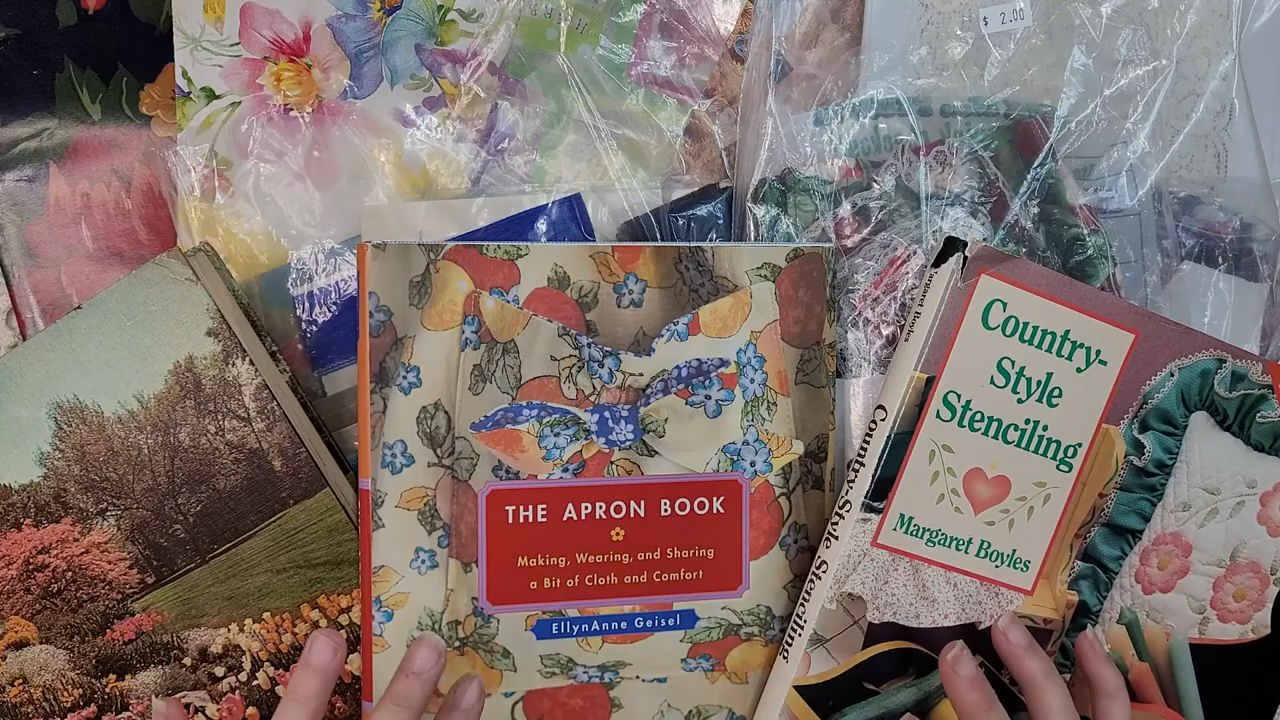 $ 2.00
THE APRON BOOK
Making, Wearing, and Sharing
a Bit of Cloth and Comfort
EllynAnne Geisel
Margaret Boyles
Country-Style Stenciling
Country-
Style
Stenciling
Margaret Boyles